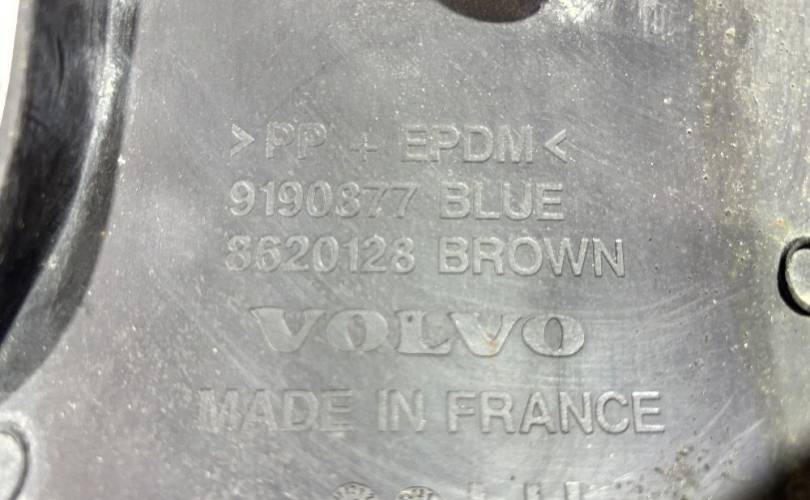 >PP + EPDM<
9190877 BLUE
8620128 BROWN
VOLVO
MADE IN FRANCE